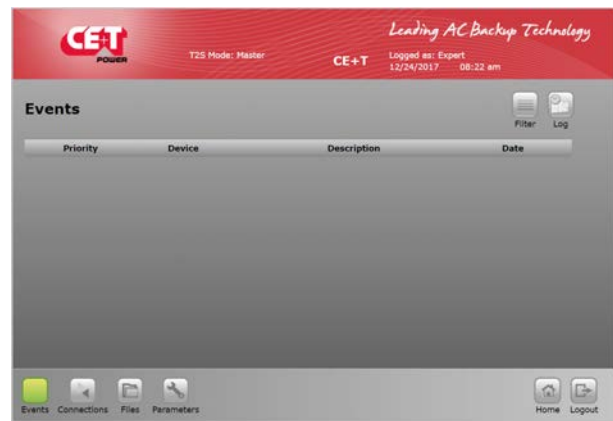 CE+T
POWER
Leading AC Backup Technology
T2S Mode: Master
CE+T
Logged as: Expert
12/24/2017 08:22 am
Events
Filter Log
Priority Device Description Date
Events Connections Files Parameters Home Logout